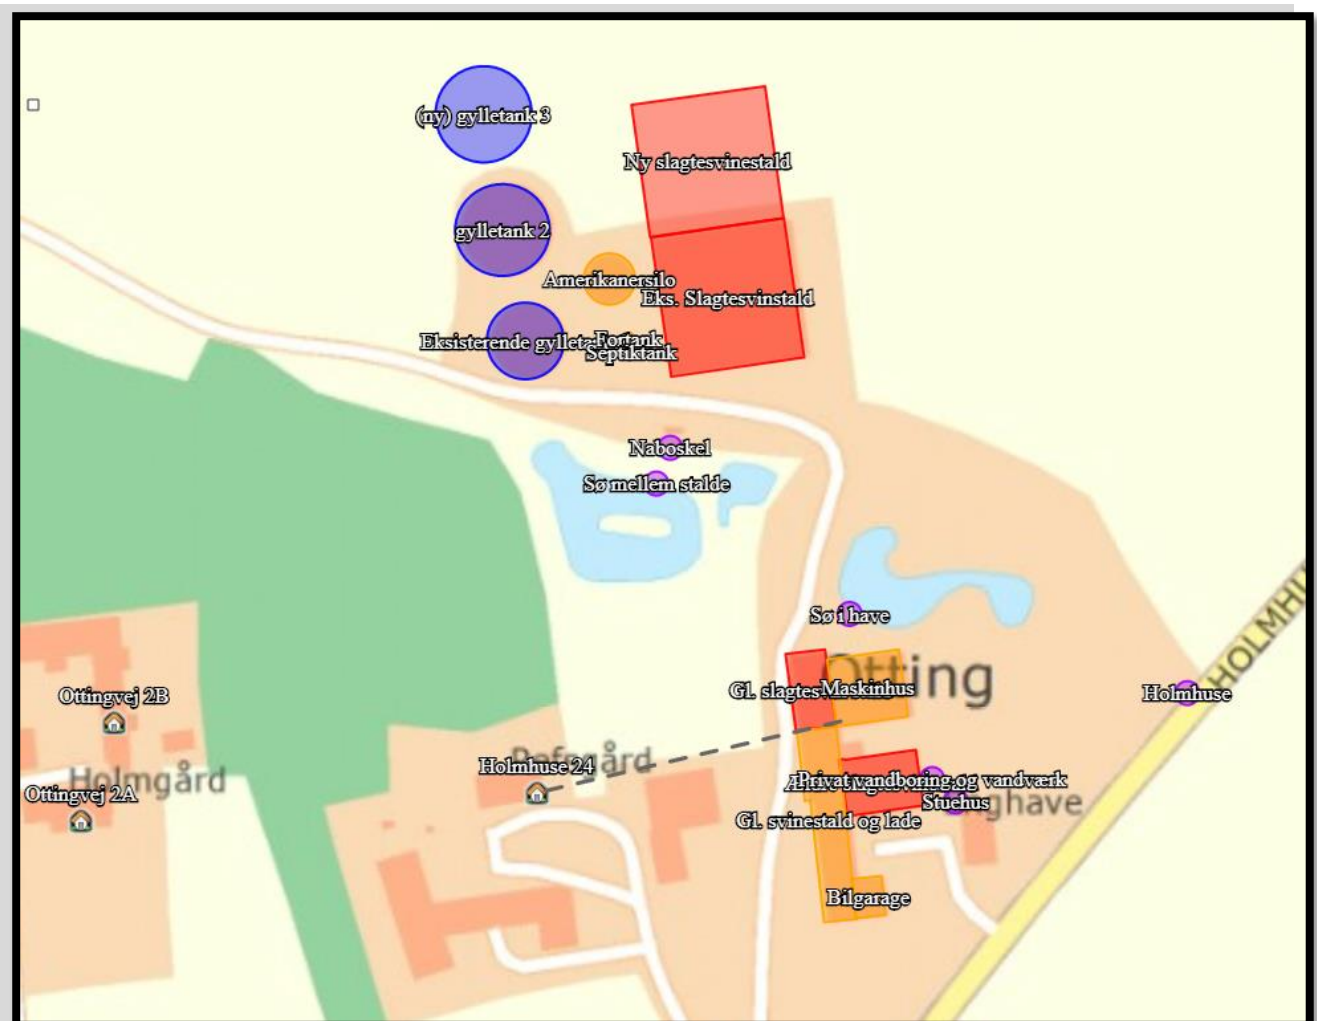 (ny) gylletank 3
Ny slagtesvinestald
gylletank 2
Amerikanersilo
Eks. Slagtesvinstald
Eksisterende
Fortank
Septiktank
Naboskel
Sø mellem stalde
Sø i have
Otting
HOLMHU
Gl.
Maskinhus
Holmhuse
Ottingvej 2B
Holmhuse 24
Holmgård
Ottingvej 2A
Privat vandboring og vandværk
Stuehus
Gl. svinestald og lade
Bilgarage